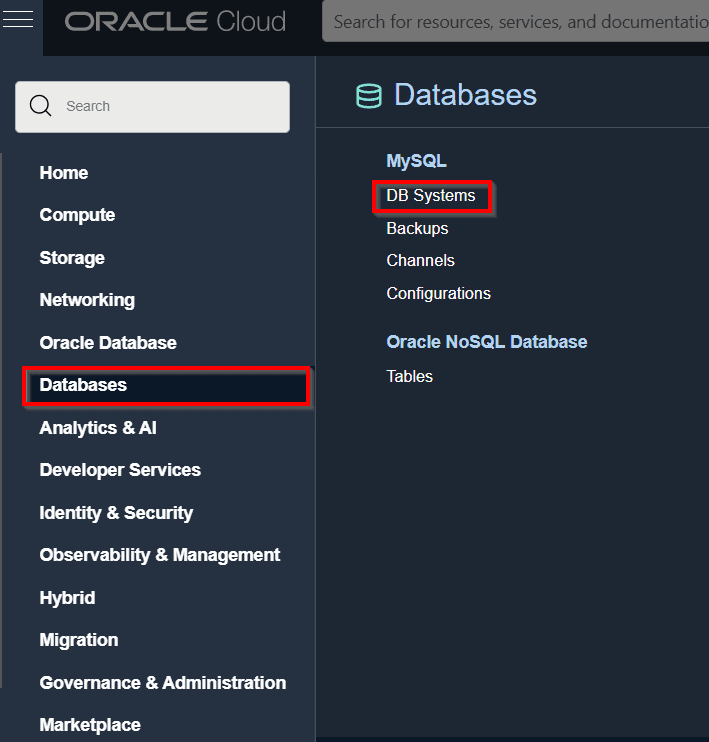 ORACLE Cloud
Search for resources, services, and documentatio
Search
Home
Compute
Storage
Networking
Oracle Database
Databases
Analytics & AI
Developer Services
Identity & Security
Observability & Management
Hybrid
Migration
Governance & Administration
Marketplace
Databases
MySQL
DB Systems
Backups
Channels
Configurations
Oracle NoSQL Database
Tables